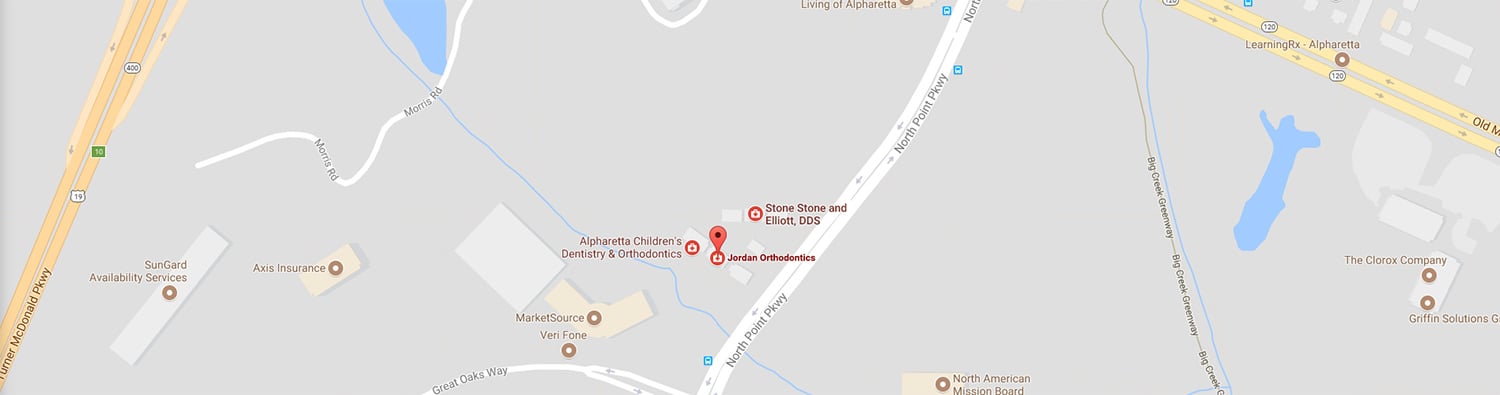 Living of Alpharetta
North
120
120
LearningRx - Alpharetta
120
Old M
400
Morris Rd
North Point Pkwy
Morris Rd
10
19
Big Creek Greenway
Stone Stone and
Elliott, DDS
Alpharetta Children's
Dentistry & Orthodontics
Jordan Orthodontics
SunGard
Availability Services
Axis Insurance
The Clorox Company
Big Creek Greenway
MarketSource
Griffin Solutions G
Veri Fone
North Point Pkwy
Turner McDonald Pkwy
Great Oaks Way
North American
Mission Board
Big Creek G